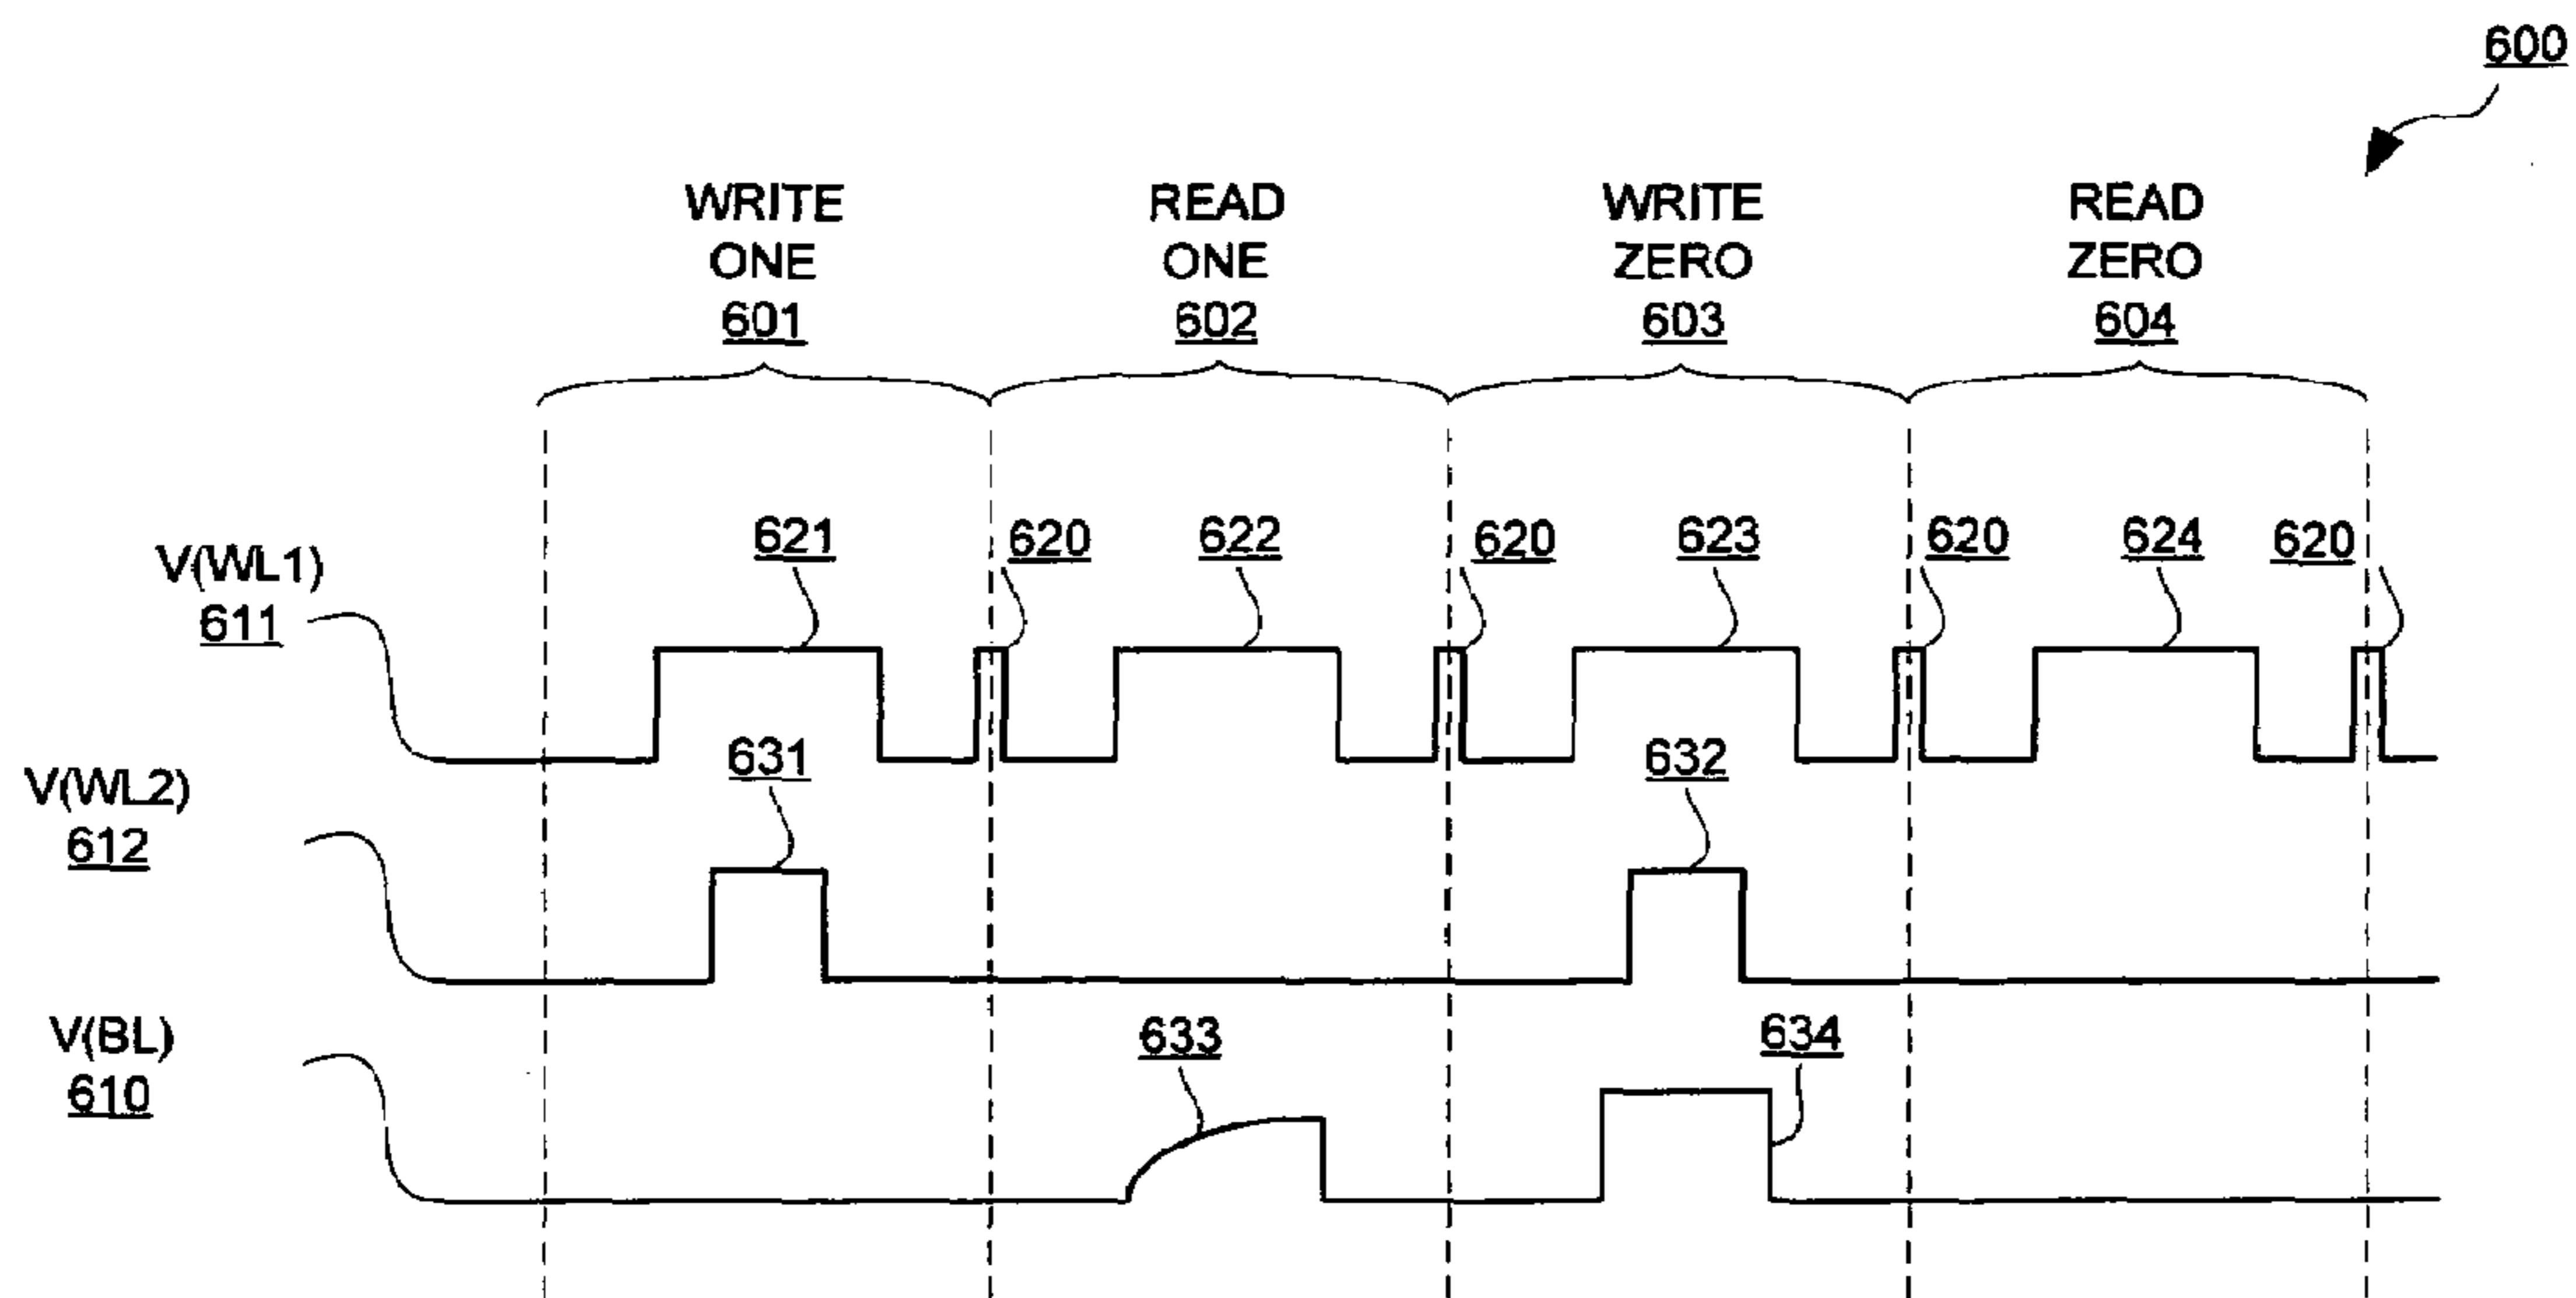 600
WRITE
ONE
601
READ
ONE
602
WRITE
ZERO
603
READ
ZERO
604
V(WL1)
611
621
620
622
620
623
620
624
620
V(WL2)
612
631
632
V(BL)
610
633
634